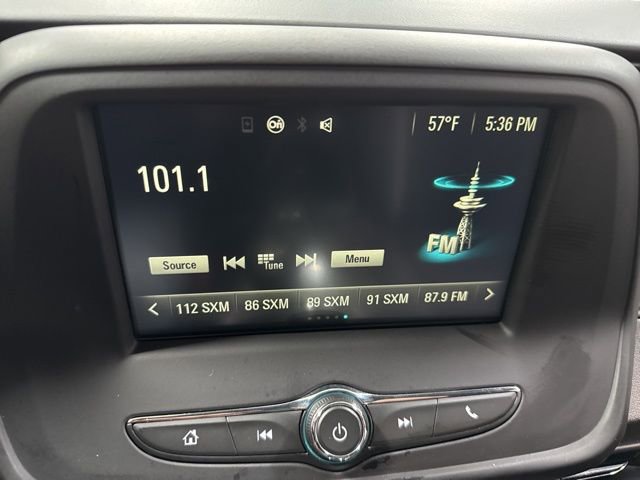 On 57°F 5:36 PM
101.1
FM
Source Tune Menu
112 SXM 86 SXM 89 SXM 91 SXM 87.9 FM